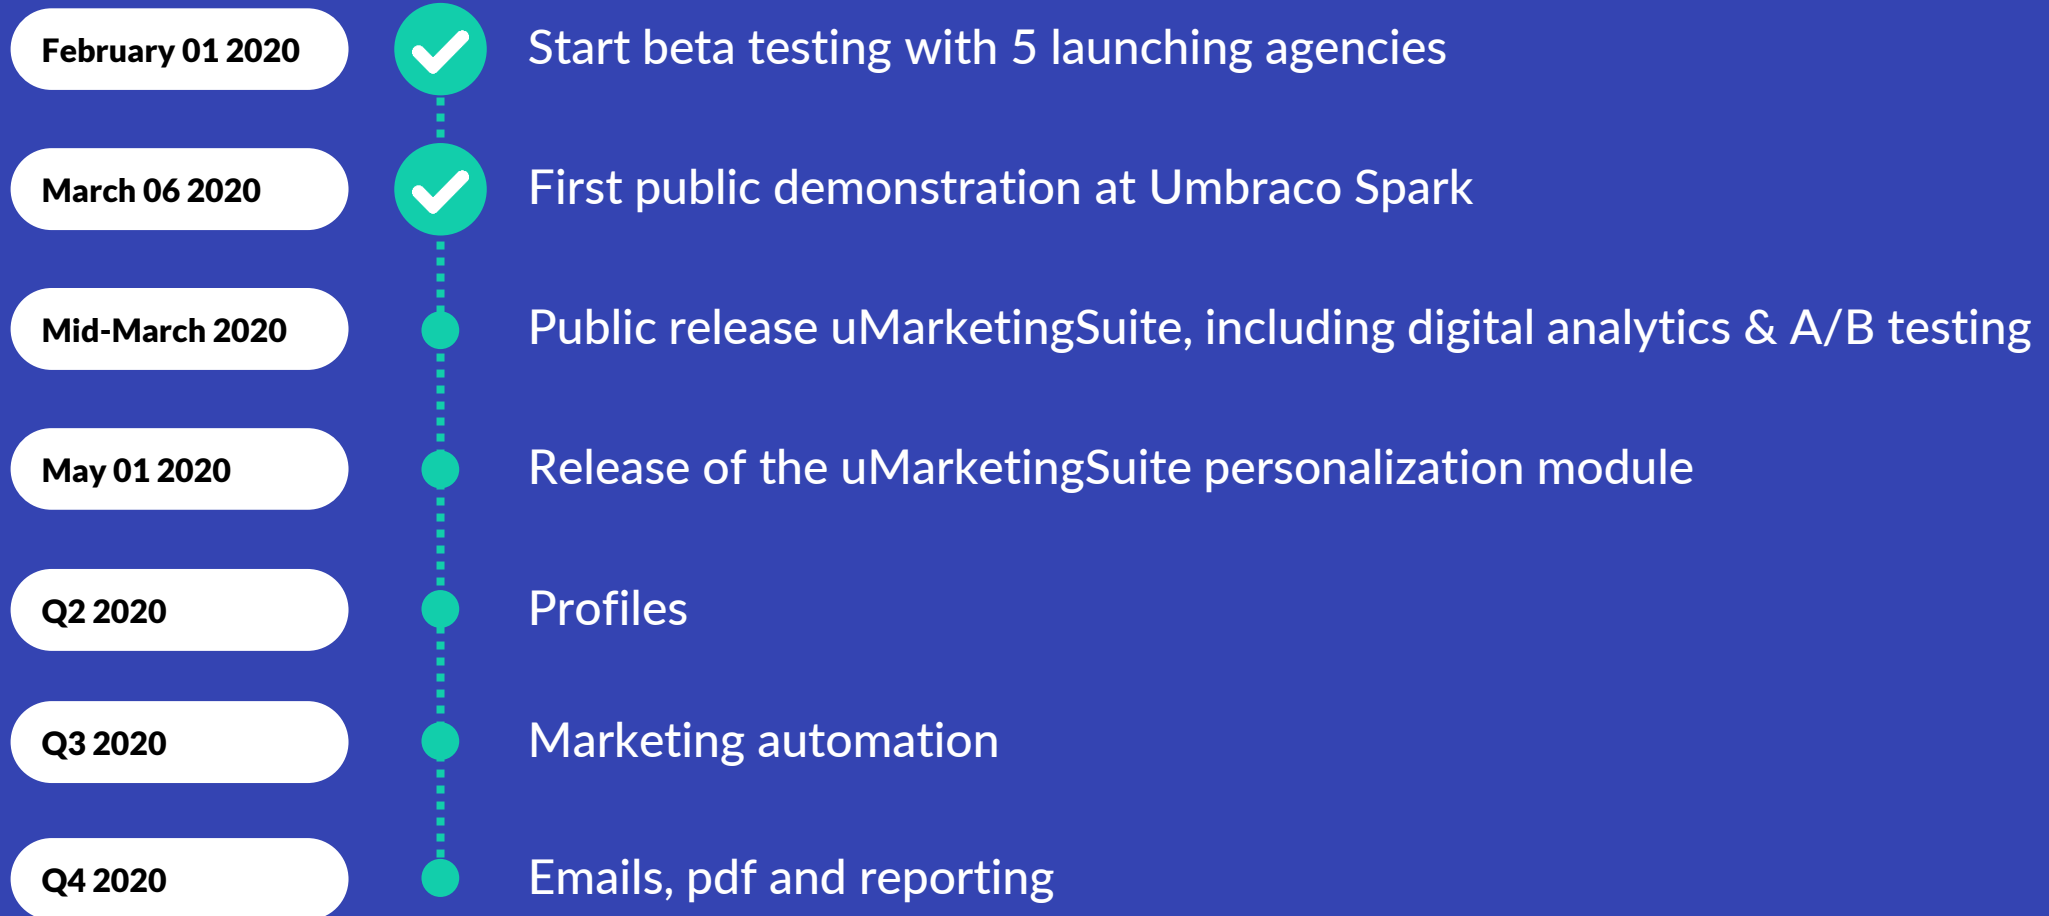 February 01 2020
Start beta testing with 5 launching agencies
March 06 2020
First public demonstration at Umbraco Spark
Mid-March 2020
Public release uMarketingSuite, including digital analytics & A/B testing
May 01 2020
Release of the uMarketingSuite personalization module
Q2 2020
Profiles
Q3 2020
Marketing automation
Q4 2020
Emails, pdf and reporting